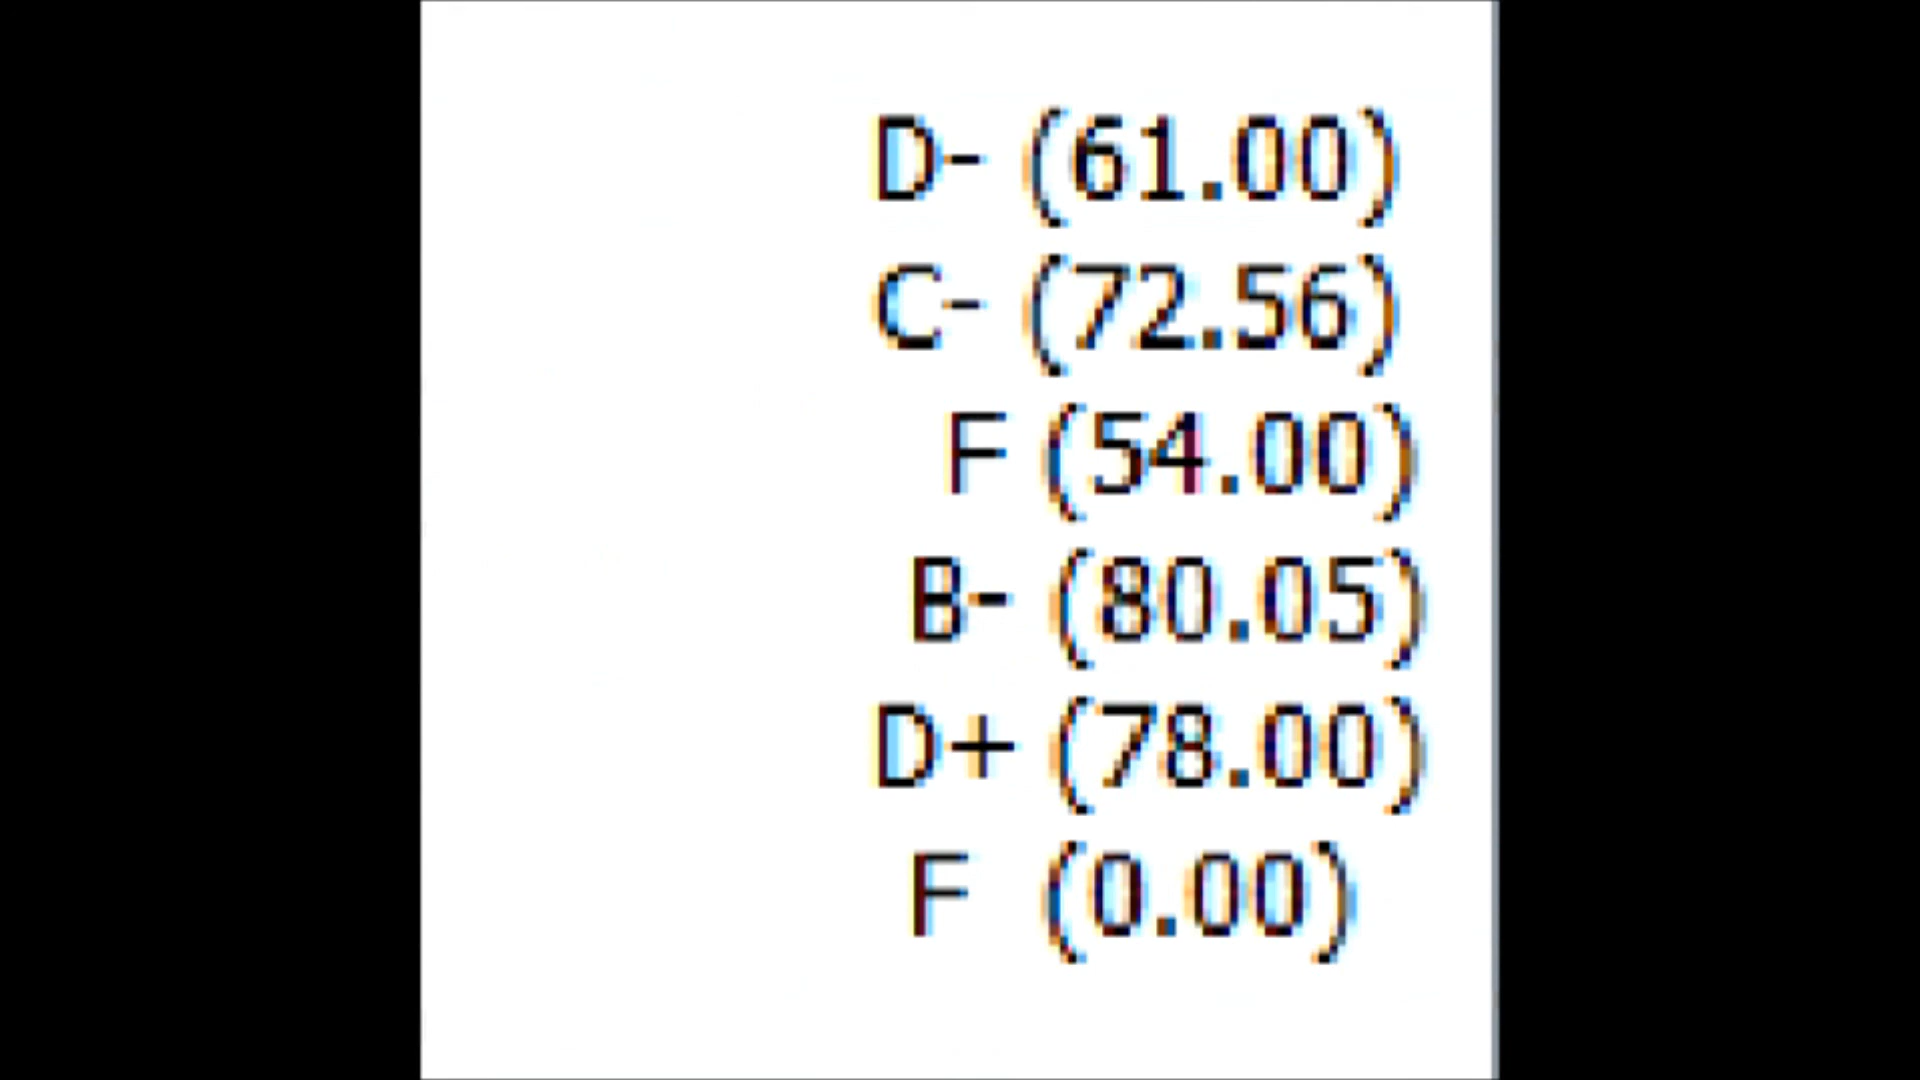 D- (61.00)
C- (72.56)
F (54.00)
B- (80.05)
D+ (78.00)
F (0.00)